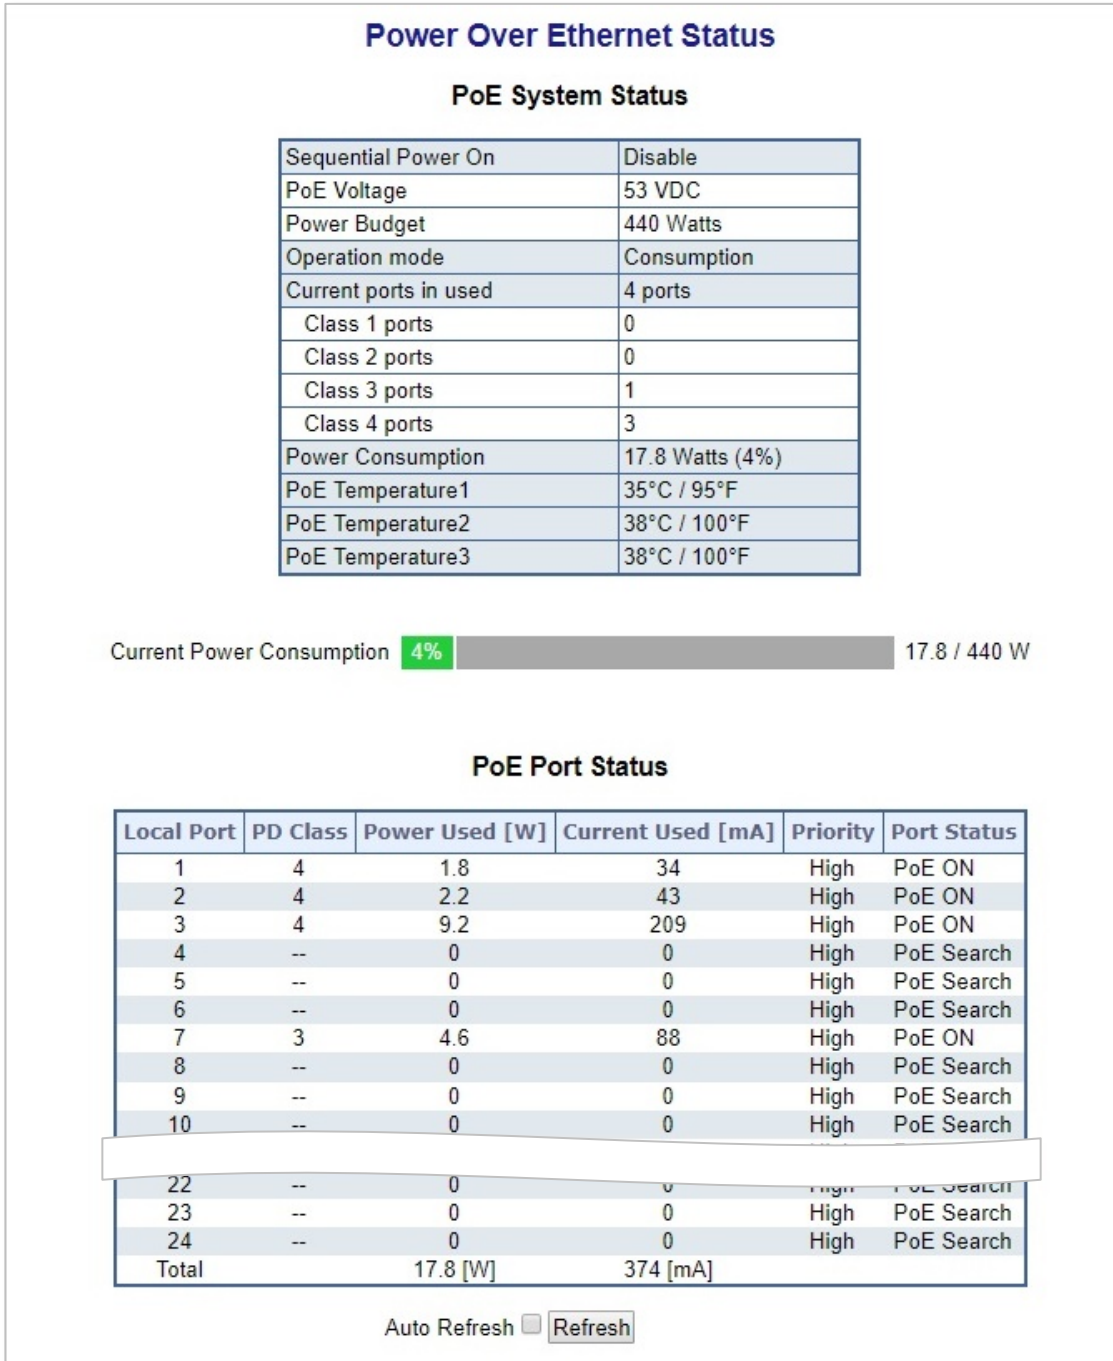 Power Over Ethernet Status
PoE System Status
Sequential Power On Disable
PoE Voltage 53 VDC
Power Budget 440 Watts
Operation mode Consumption
Current ports in used 4 ports
Class 1 ports 0
Class 2 ports 0
Class 3 ports 1
Class 4 ports 3
Power Consumption 17.8 Watts (4%)
PoE Temperature1 35°C / 95°F
PoE Temperature2 38°C / 100°F
PoE Temperature3 38°C / 100°F
Current Power Consumption 4% 17.8 / 440 W
PoE Port Status
Local Port PD Class Power Used [W] Current Used [mA] Priority Port Status
1 4 1.8 34 High PoE ON
2 4 2.2 43 High PoE ON
3 4 9.2 209 High PoE ON
4 -- 0 0 High PoE Search
5 -- 0 0 High PoE Search
6 -- 0 0 High PoE Search
7 3 4.6 88 High PoE ON
8 -- 0 0 High PoE Search
9 -- 0 0 High PoE Search
10 -- 0 0 High PoE Search
22 -- 0 0 High PoE Search
23 -- 0 0 High PoE Search
24 -- 0 0 High PoE Search
Total 17.8 [W] 374 [mA]
Auto Refresh Refresh